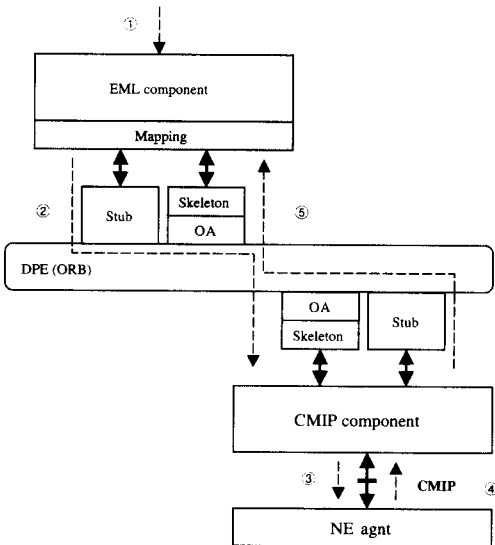 ①
EML component
Mapping
②
Stub
Skeleton
OA
⑤
DPE (ORB)
OA
Skeleton
Stub
CMIP component
③
CMIP
④
NE agnt